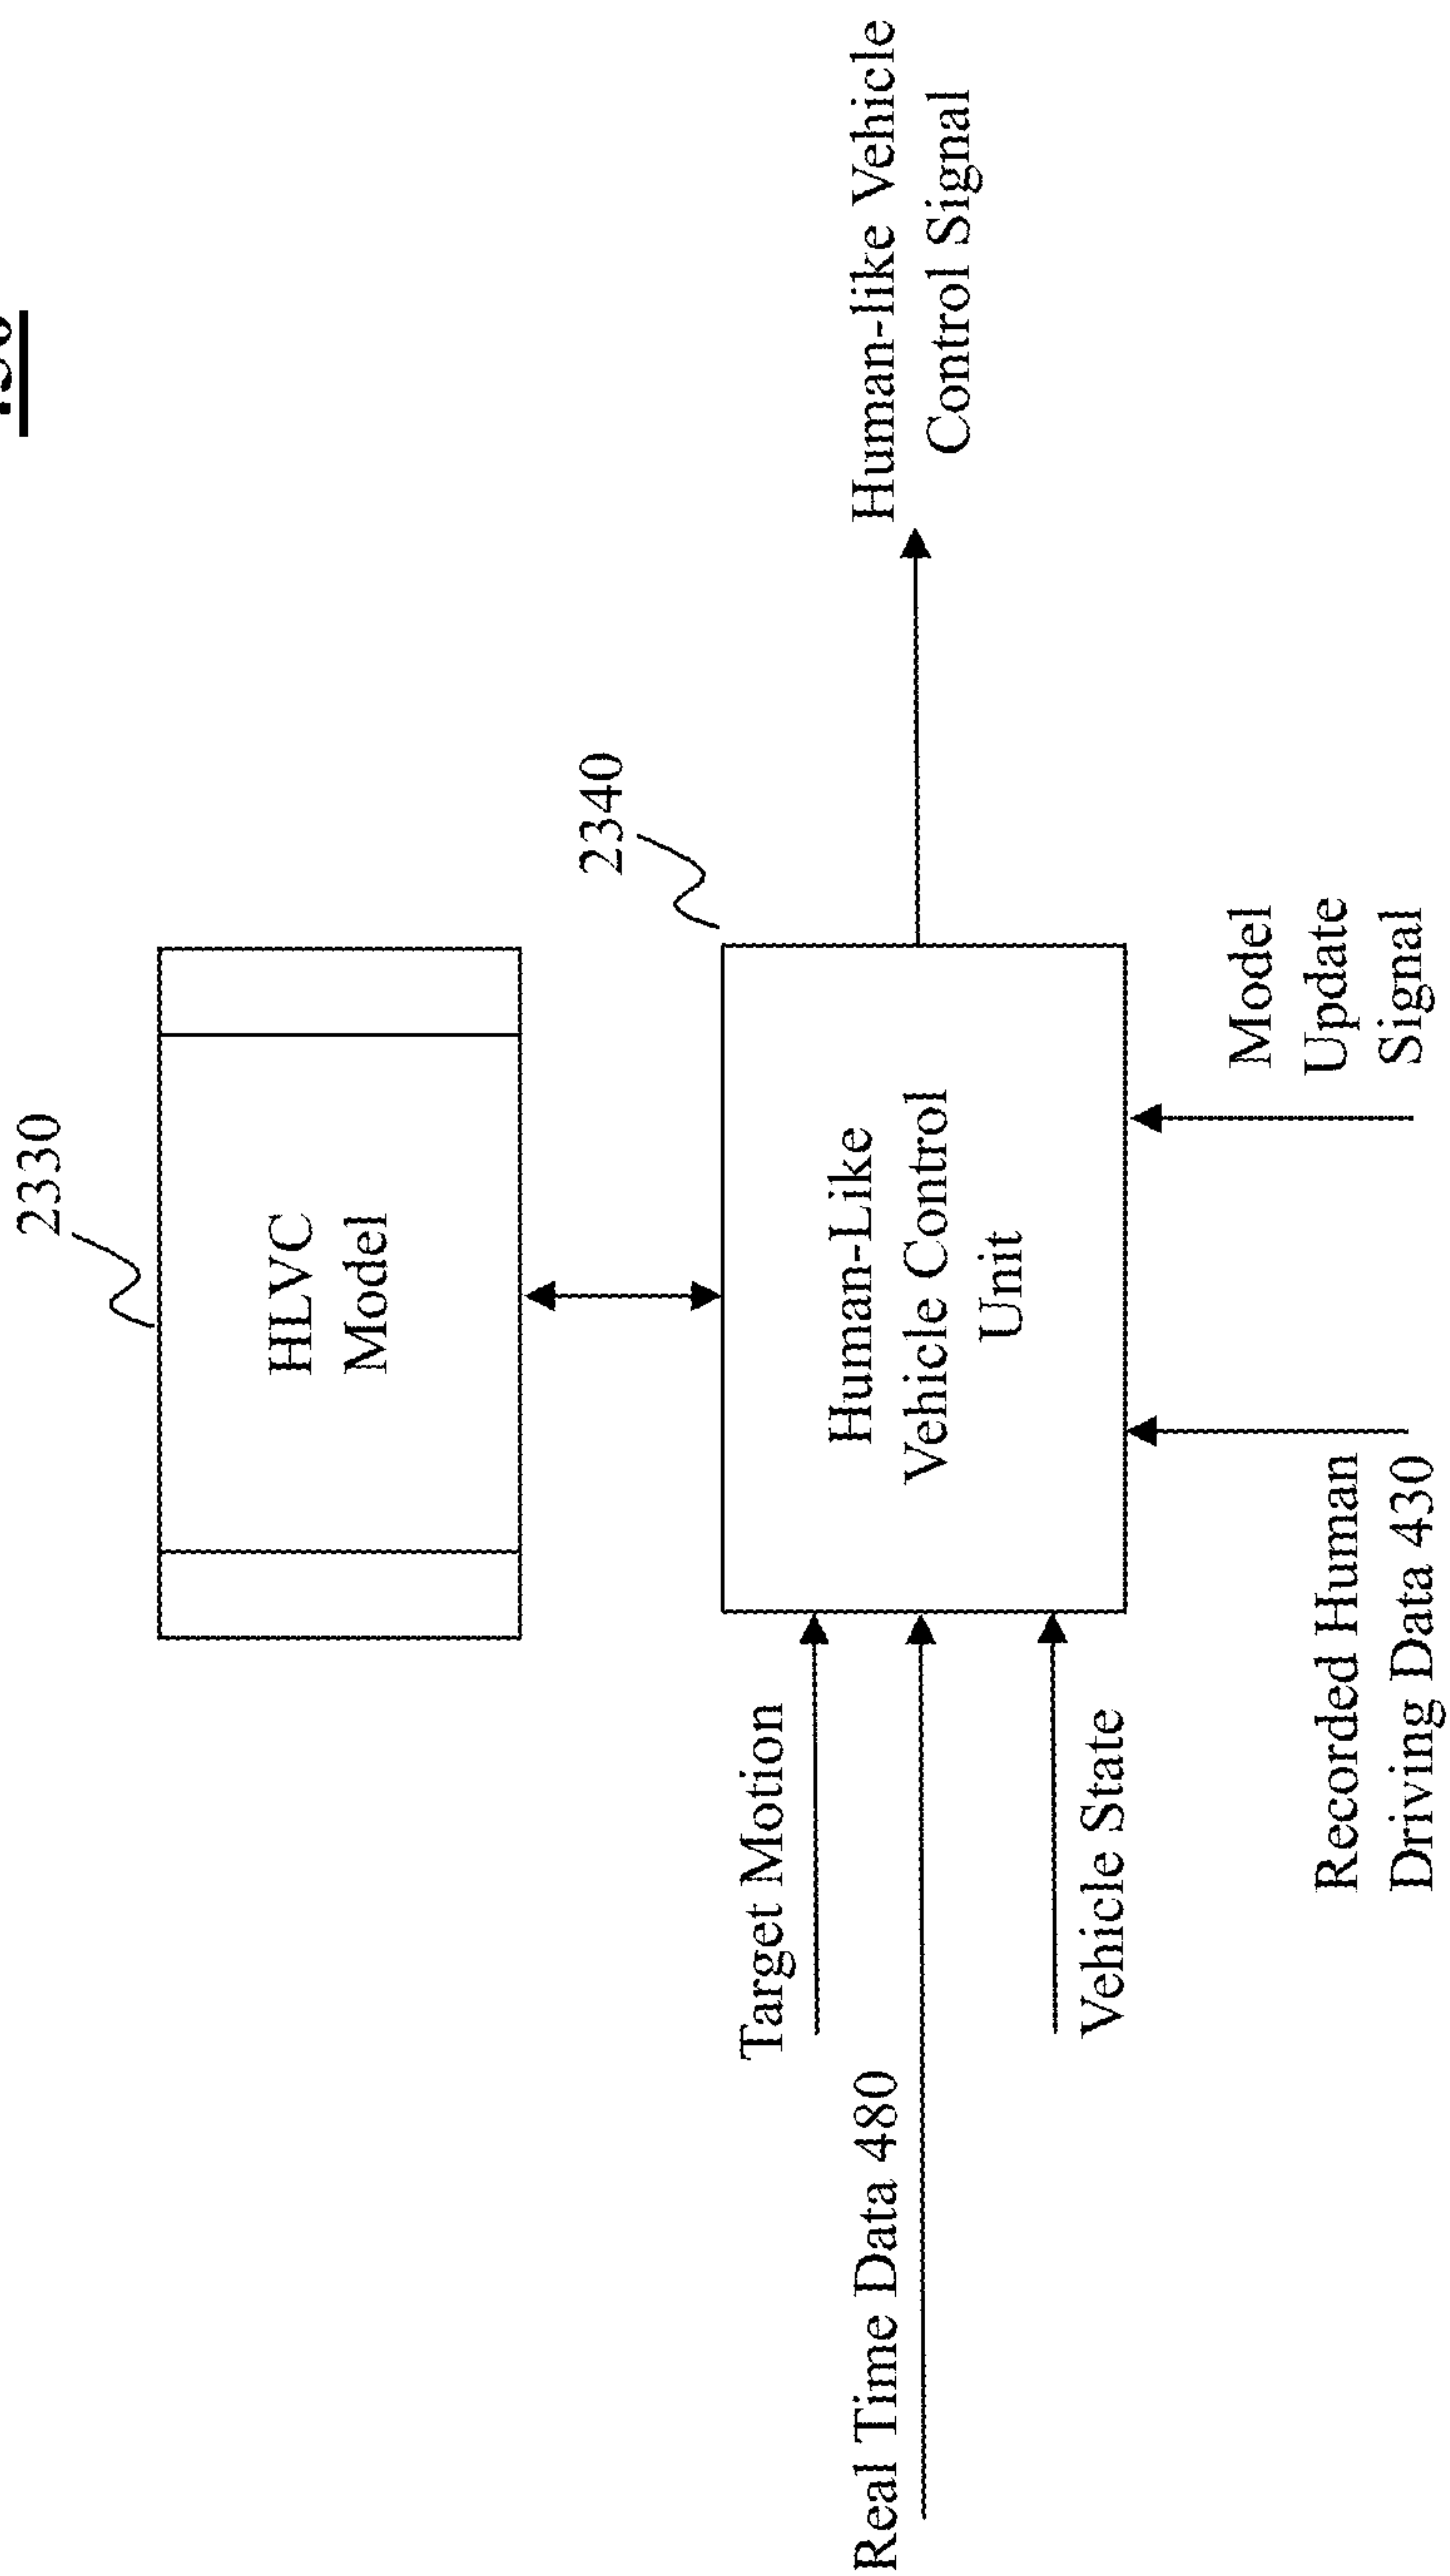 2330
HLVC
Model
2340
Human-Like
Vehicle Control
Unit
Target Motion
Real Time Data 480
Vehicle State
Human-like Vehicle
Control Signal
Recorded Human
Driving Data 430
Model
Update
Signal